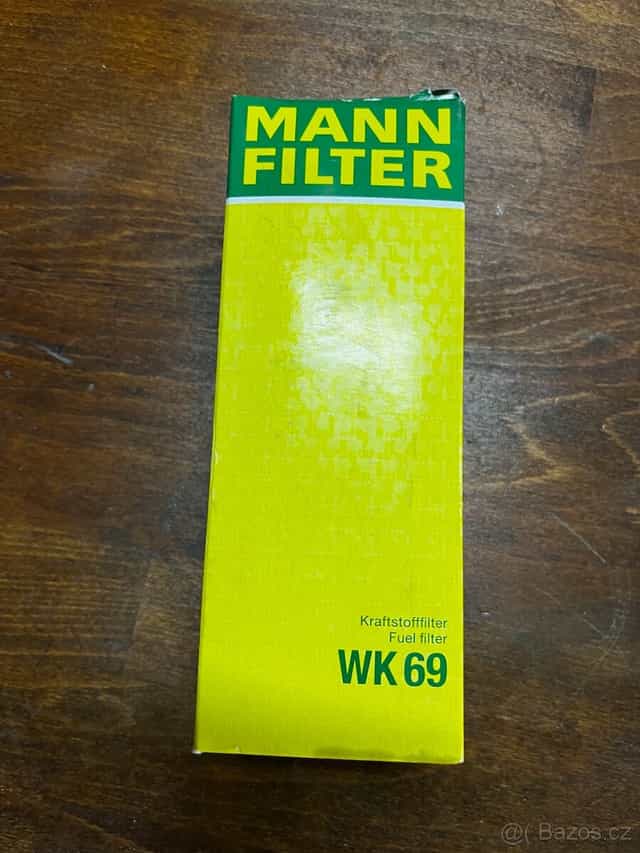 MANN
FILTER
Kraftstofffilter
Fuel filter
WK 69
@( Bazos.cz